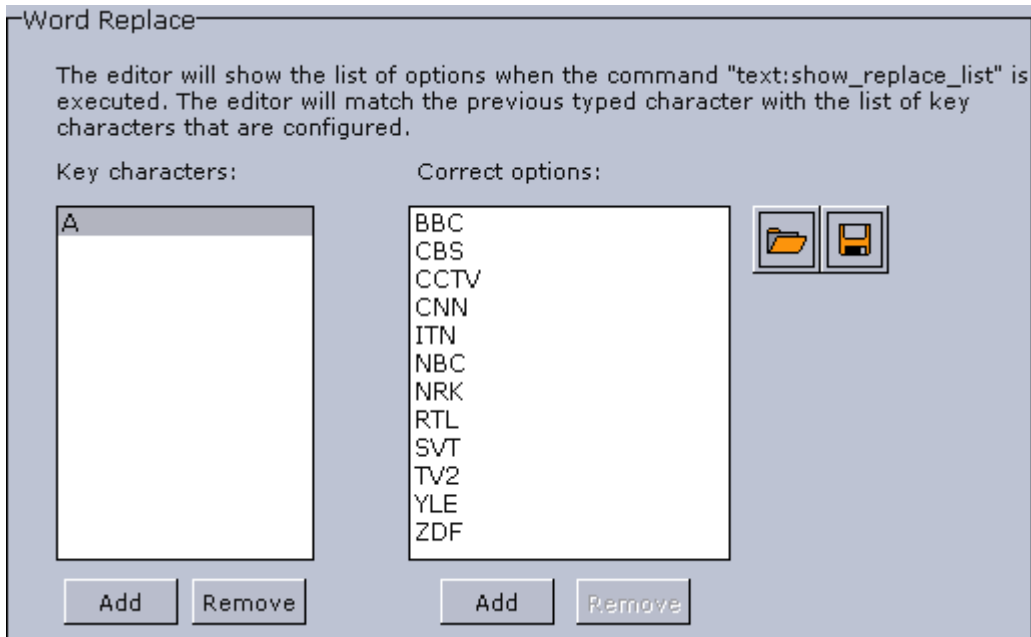 Word Replace
The editor will show the list of options when the command "text:show_replace_list" is
executed. The editor will match the previous typed character with the list of key
characters that are configured.
Key characters: Correct options:
A
BBC
CBS
CCTV
CNN
ITN
NBC
NRK
RTL
SVT
TV2
YLE
ZDF
Add Remove Add Remove